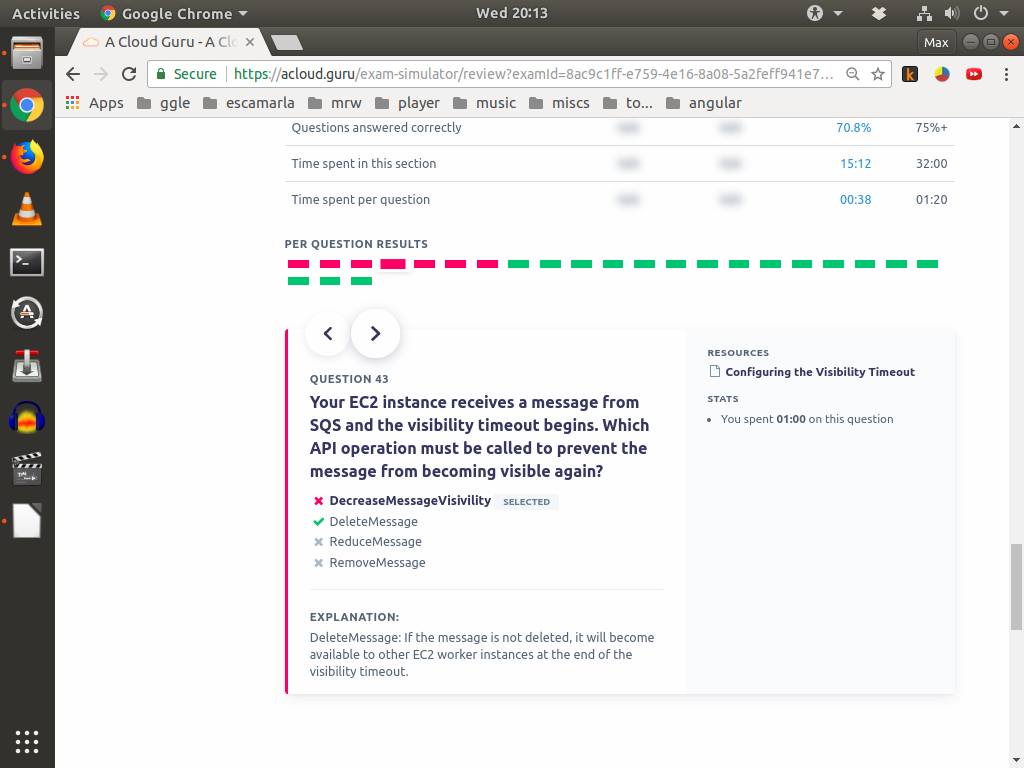 Activities
Google Chrome
Wed 20:13
A Cloud Guru - A Cl
Max
Secure
https://acloud.guru/exam-simulator/review?examId=8ac9c1ff-e759-4e16-8a08-5a2feff941e7…
Apps
ggle
escamarla
mrw
player
music
miscs
to...
angular
Questions answered correctly 70.8% 75%+
Time spent in this section 15:12 32:00
Time spent per question 00:38 01:20
PER QUESTION RESULTS
QUESTION 43
Your EC2 instance receives a message from
SQS and the visibility timeout begins. Which
API operation must be called to prevent the
message from becoming visible again?
DecreaseMessageVisivility SELECTED
DeleteMessage
ReduceMessage
RemoveMessage
EXPLANATION:
DeleteMessage: If the message is not deleted, it will become
available to other EC2 worker instances at the end of the
visibility timeout.
RESOURCES
Configuring the Visibility Timeout
STATS
You spent 01:00 on this question